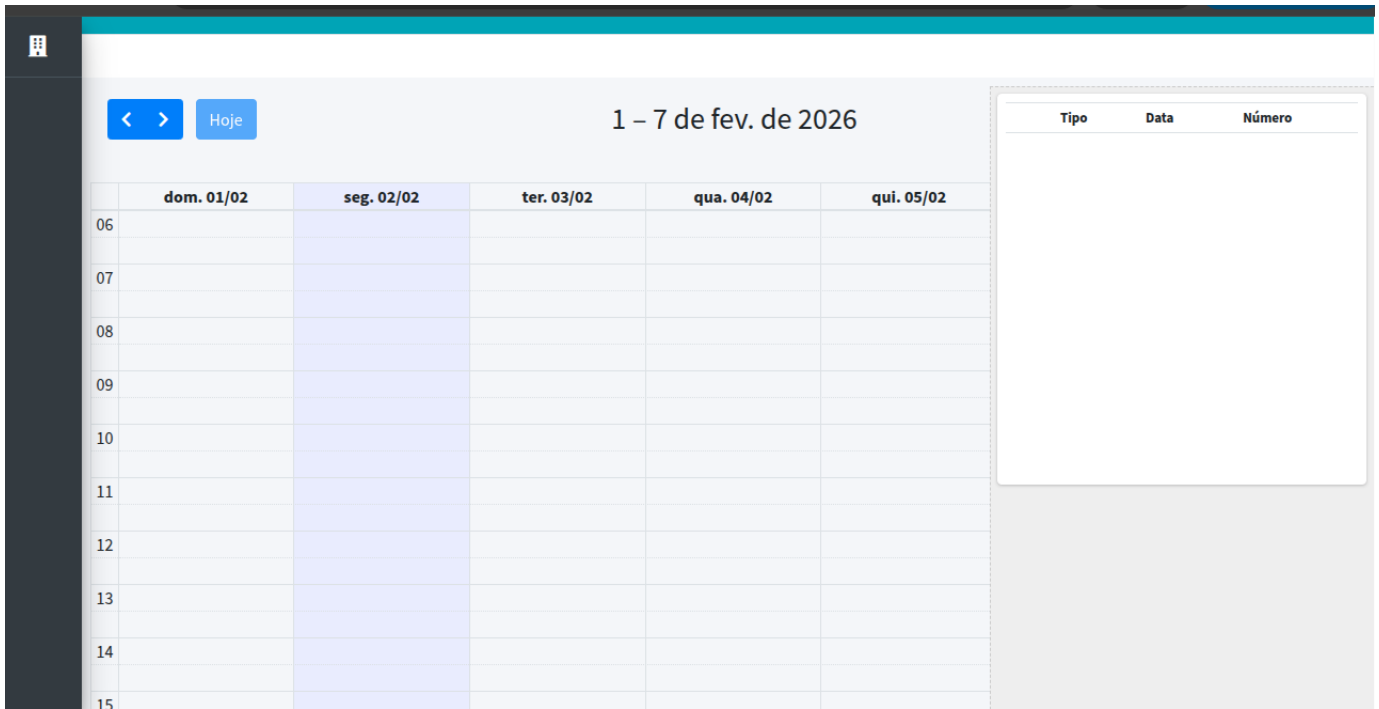 Hoje
1 – 7 de fev. de 2026
Tipo Data Número
dom. 01/02 seg. 02/02 ter. 03/02 qua. 04/02 qui. 05/02
06
07
08
09
10
11
12
13
14
15